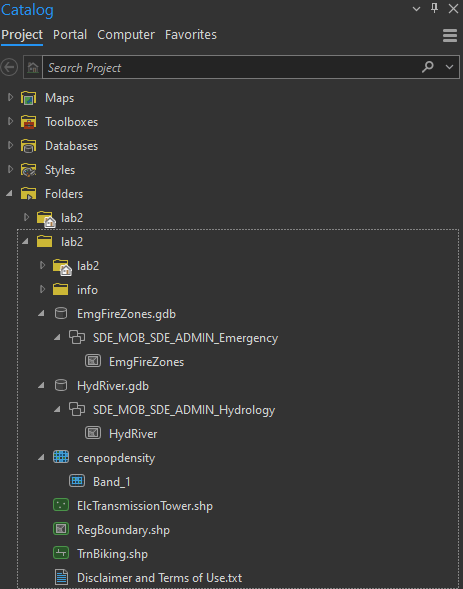 Catalog
Project Portal Computer Favorites
Search Project
Maps
Toolboxes
Databases
Styles
Folders
lab2
lab2
lab2
info
EmgFireZones.gdb
SDE_MOB_SDE_ADMIN_Emergency
EmgFireZones
HydRiver.gdb
SDE_MOB_SDE_ADMIN_Hydrology
HydRiver
cenpopdensity
Band_1
ElcTransmissionTower.shp
RegBoundary.shp
TrnBiking.shp
Disclaimer and Terms of Use.txt